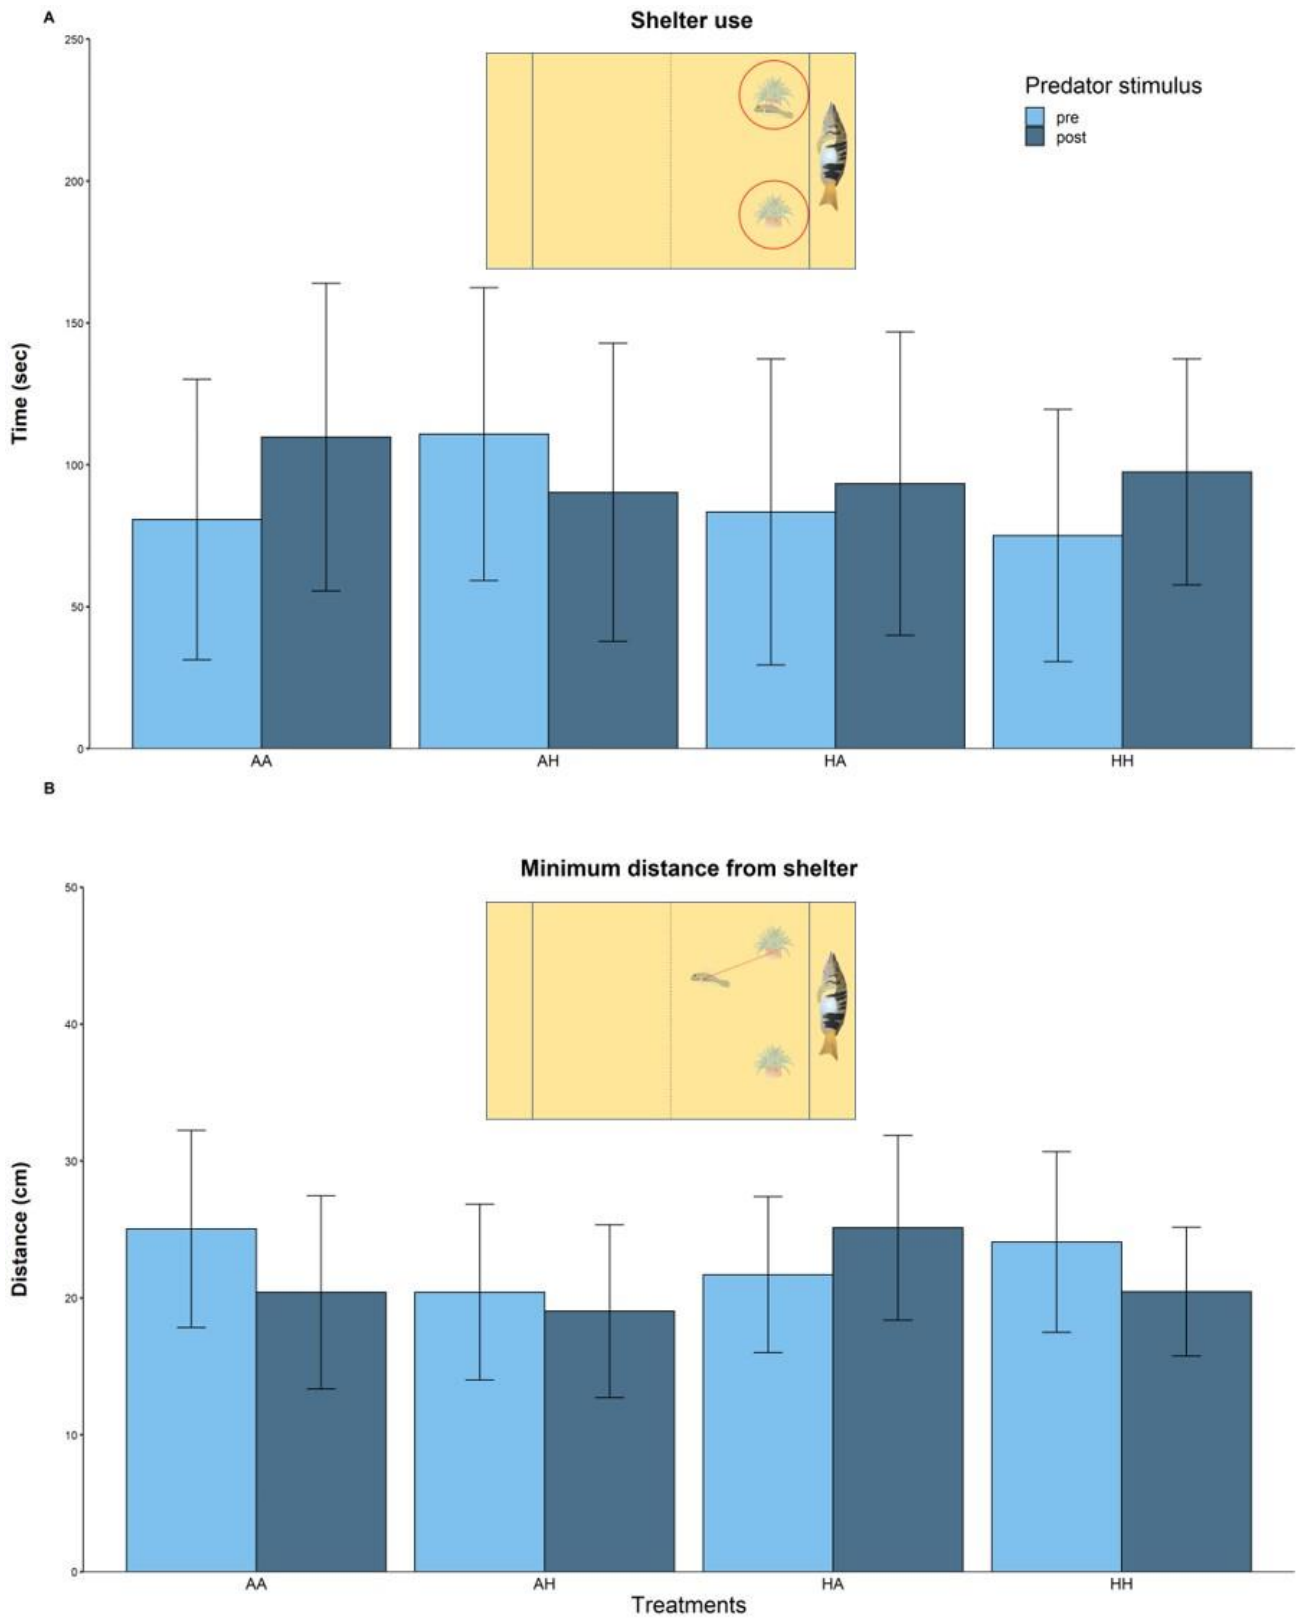 A
Shelter use
250
200
150
100
50
0
Time (sec)
Predator stimulus
pre
post
AA AH HA HH
B
Minimum distance from shelter
50
40
30
20
10
0
Distance (cm)
AA AH HA HH
Treatments